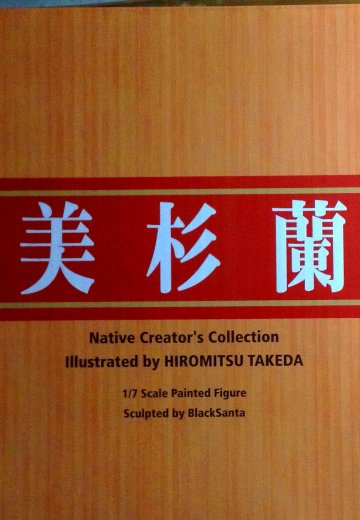 美杉蘭
Native Creator's Collection
Illustrated by HIROMITSU TAKEDA
1/7 Scale Painted Figure
Sculpted by BlackSanta